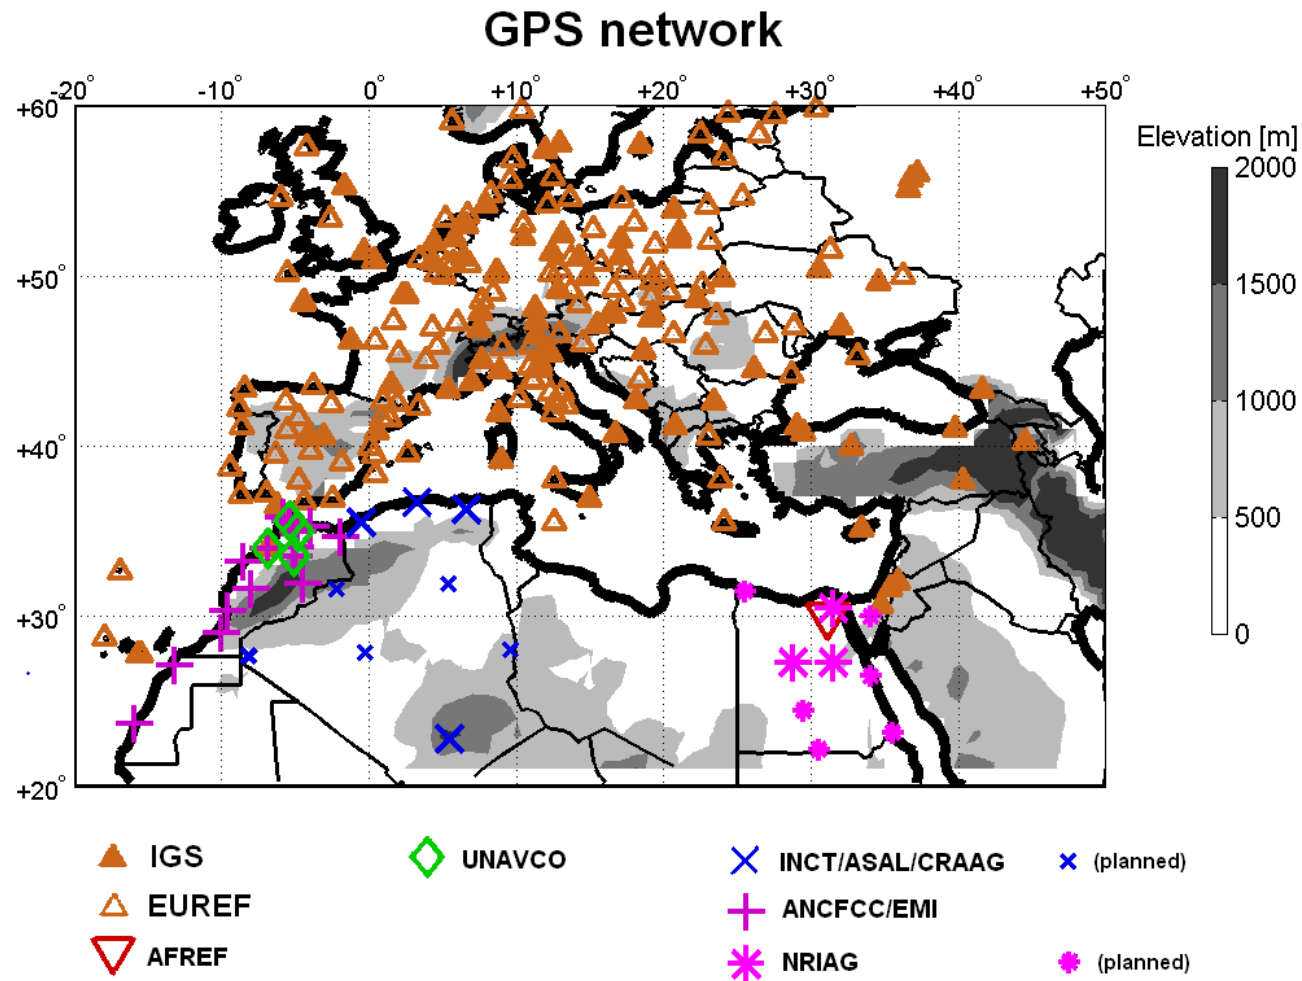 GPS network
-20° -10° 0° +10° +20° +30° +40° +50°
+60°
+50°
+40°
+30°
+20°
Elevation [m]
2000
1500
1000
500
0
IGS UNAVCO INCT/ASAL/CRAAG (planned)
EUREF ANCFCC/EMI
AFREF NRIAG (planned)